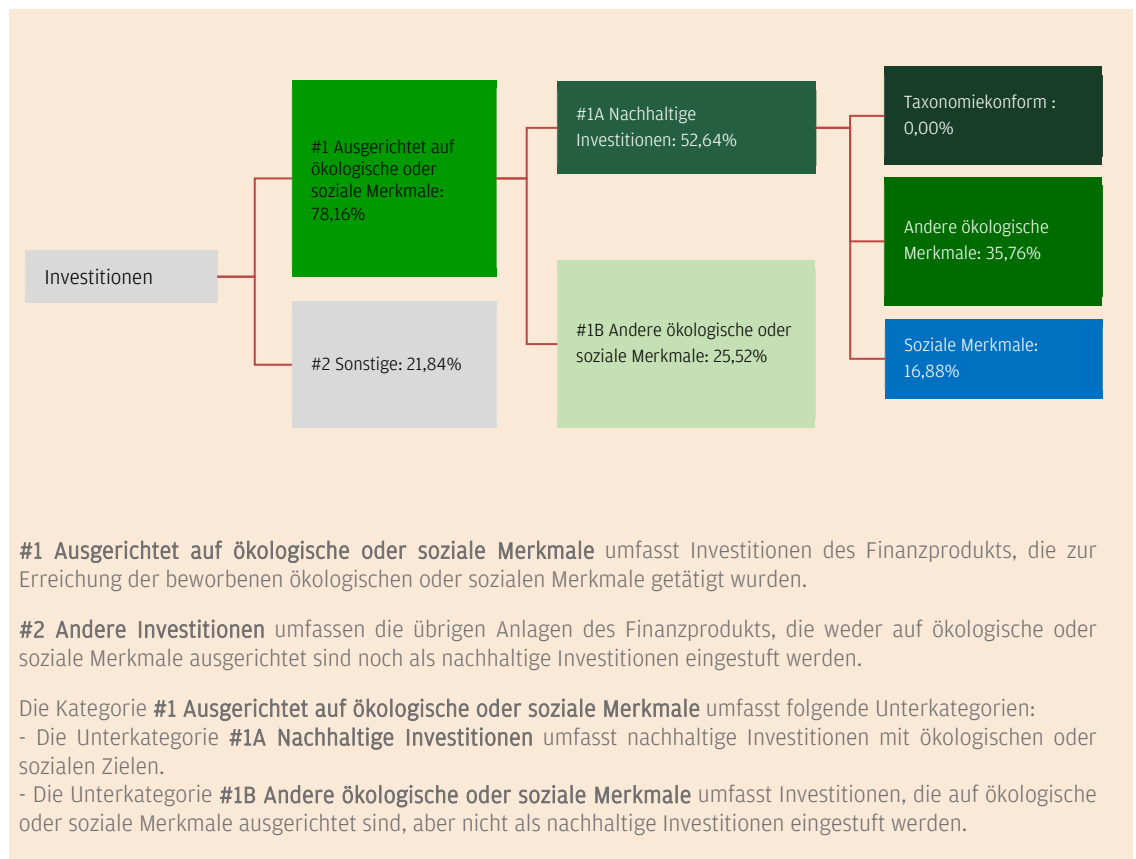 Investitionen
#1 Ausgerichtet auf
ökologische oder
soziale Merkmale:
78,16%
#2 Sonstige: 21,84%
#1A Nachhaltige
Investitionen: 52,64%
#1B Andere ökologische oder
soziale Merkmale: 25,52%
Taxonomiekonform :
0,00%
Andere ökologische
Merkmale: 35,76%
Soziale Merkmale:
16,88%
#1 Ausgerichtet auf ökologische oder soziale Merkmale umfasst Investitionen des Finanzprodukts, die zur
Erreichung der beworbenen ökologischen oder sozialen Merkmale getätigt wurden.
#2 Andere Investitionen umfassen die übrigen Anlagen des Finanzprodukts, die weder auf ökologische oder
soziale Merkmale ausgerichtet sind noch als nachhaltige Investitionen eingestuft werden.
Die Kategorie #1 Ausgerichtet auf ökologische oder soziale Merkmale umfasst folgende Unterkategorien:
- Die Unterkategorie #1A Nachhaltige Investitionen umfasst nachhaltige Investitionen mit ökologischen oder
sozialen Zielen.
- Die Unterkategorie #1B Andere ökologische oder soziale Merkmale umfasst Investitionen, die auf ökologische
oder soziale Merkmale ausgerichtet sind, aber nicht als nachhaltige Investitionen eingestuft werden.